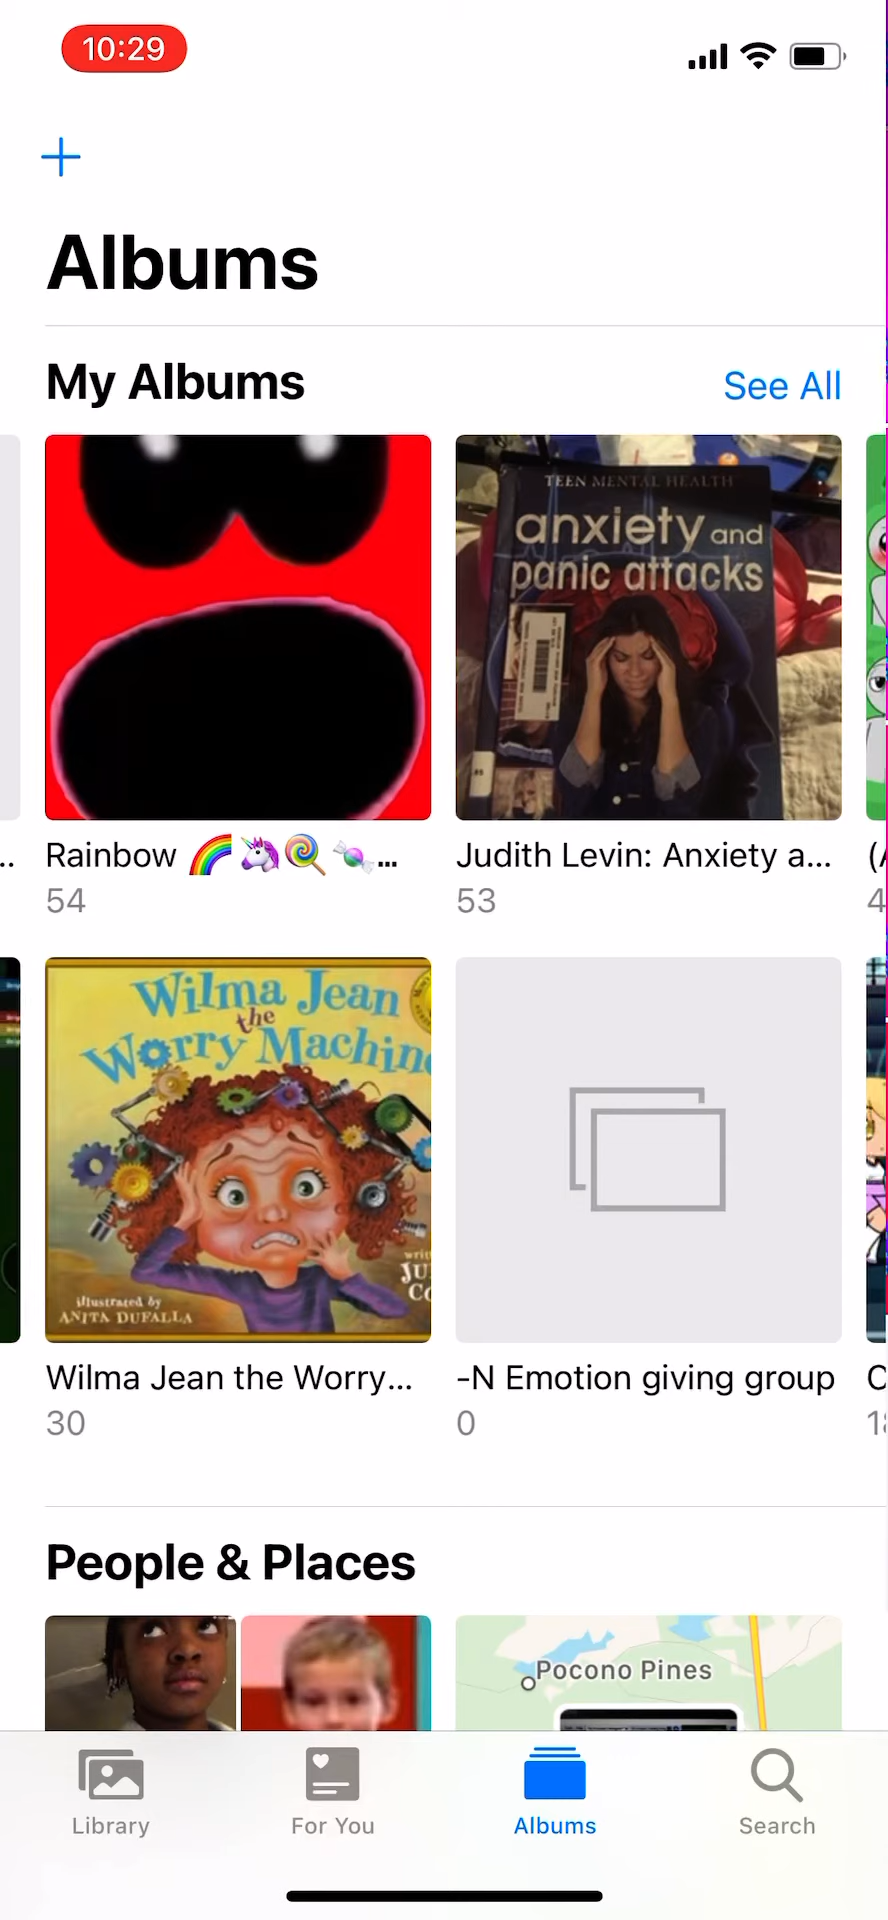 10:29
Albums
My Albums
See All
TEEN MENTAL HEALTH
anxiety and
panic attacks
Rainbow 🌈🦄🍭🍬...
54
Judith Levin: Anxiety a...
53
Wilma Jean
the
Worry Machine
illustrated by
ANITA DUFALLA
Wilma Jean the Worry...
30
-N Emotion giving group
0
People & Places
Pocono Pines
Library
For You
Albums
Search